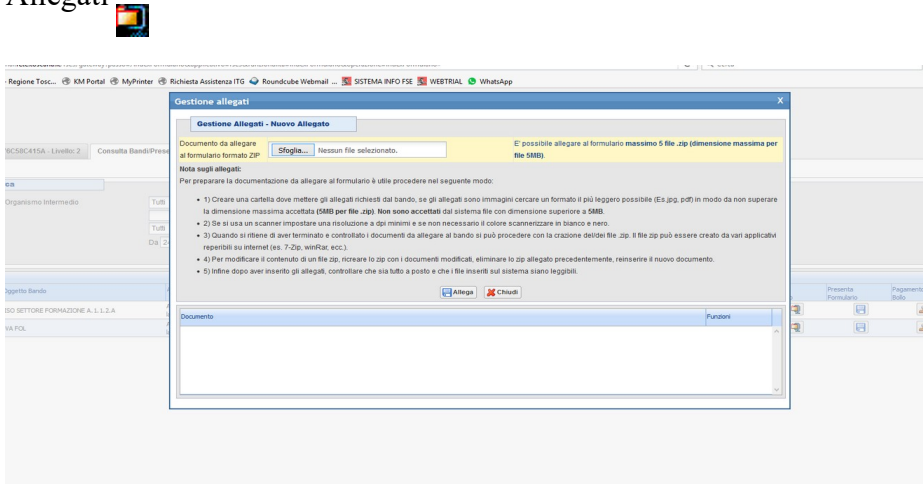 Allegati
Regione Tosc... KM Portal MyPrinter Richiesta Assistenza ITG Roundcube Webmail ... SISTEMA INFO FSE WEBTRIAL WhatsApp
Gestione allegati X
Gestione Allegati - Nuovo Allegato
Documento da allegare al formulario formato ZIP
Sfoglia... Nessun file selezionato.
E' possibile allegare al formulario massimo 5 file .zip (dimensione massima per
file 5MB).
Nota sugli allegati:
Per preparare la documentazione da allegare al formulario è utile procedere nel seguente modo:
• 1) Creare una cartella dove mettere gli allegati richiesti dal bando, se gli allegati sono immagini cercare un formato il più leggero possibile (Es.jpg, pdf) in modo da non superare
la dimensione massima accettata (5MB per file .zip). Non sono accettati dal sistema file con dimensione superiore a 5MB.
• 2) Se si usa un scanner impostare una risoluzione a dpi minimi e se non necessario il colore scannerizzare in bianco e nero.
• 3) Quando si ritiene di aver terminato e controllato i documenti da allegare al bando si può procedere con la crazione del/dei file .zip. Il file zip può essere creato da vari applicativi
reperibili su internet (es. 7-Zip, winRar, ecc.).
• 4) Per modificare il contenuto di un file zip, ricreare lo zip con i documenti modificati, eliminare lo zip allegato precedentemente, reinserire il nuovo documento.
• 5) Infine dopo aver inserito gli allegati, controllare che sia tutto a posto e che i file inseriti sul sistema siano leggibili.
Allega Chiudi
Documento Funzioni
- Livello: 2 Consulta Bandi/Prese
Organismo Intermedio Tutti
Tutti
Da
Oggetto Bando
Presenta
Formulario
Pagamento
Bollo
SO SETTORE FORMAZIONE A.1.1.2.A
VA FOL